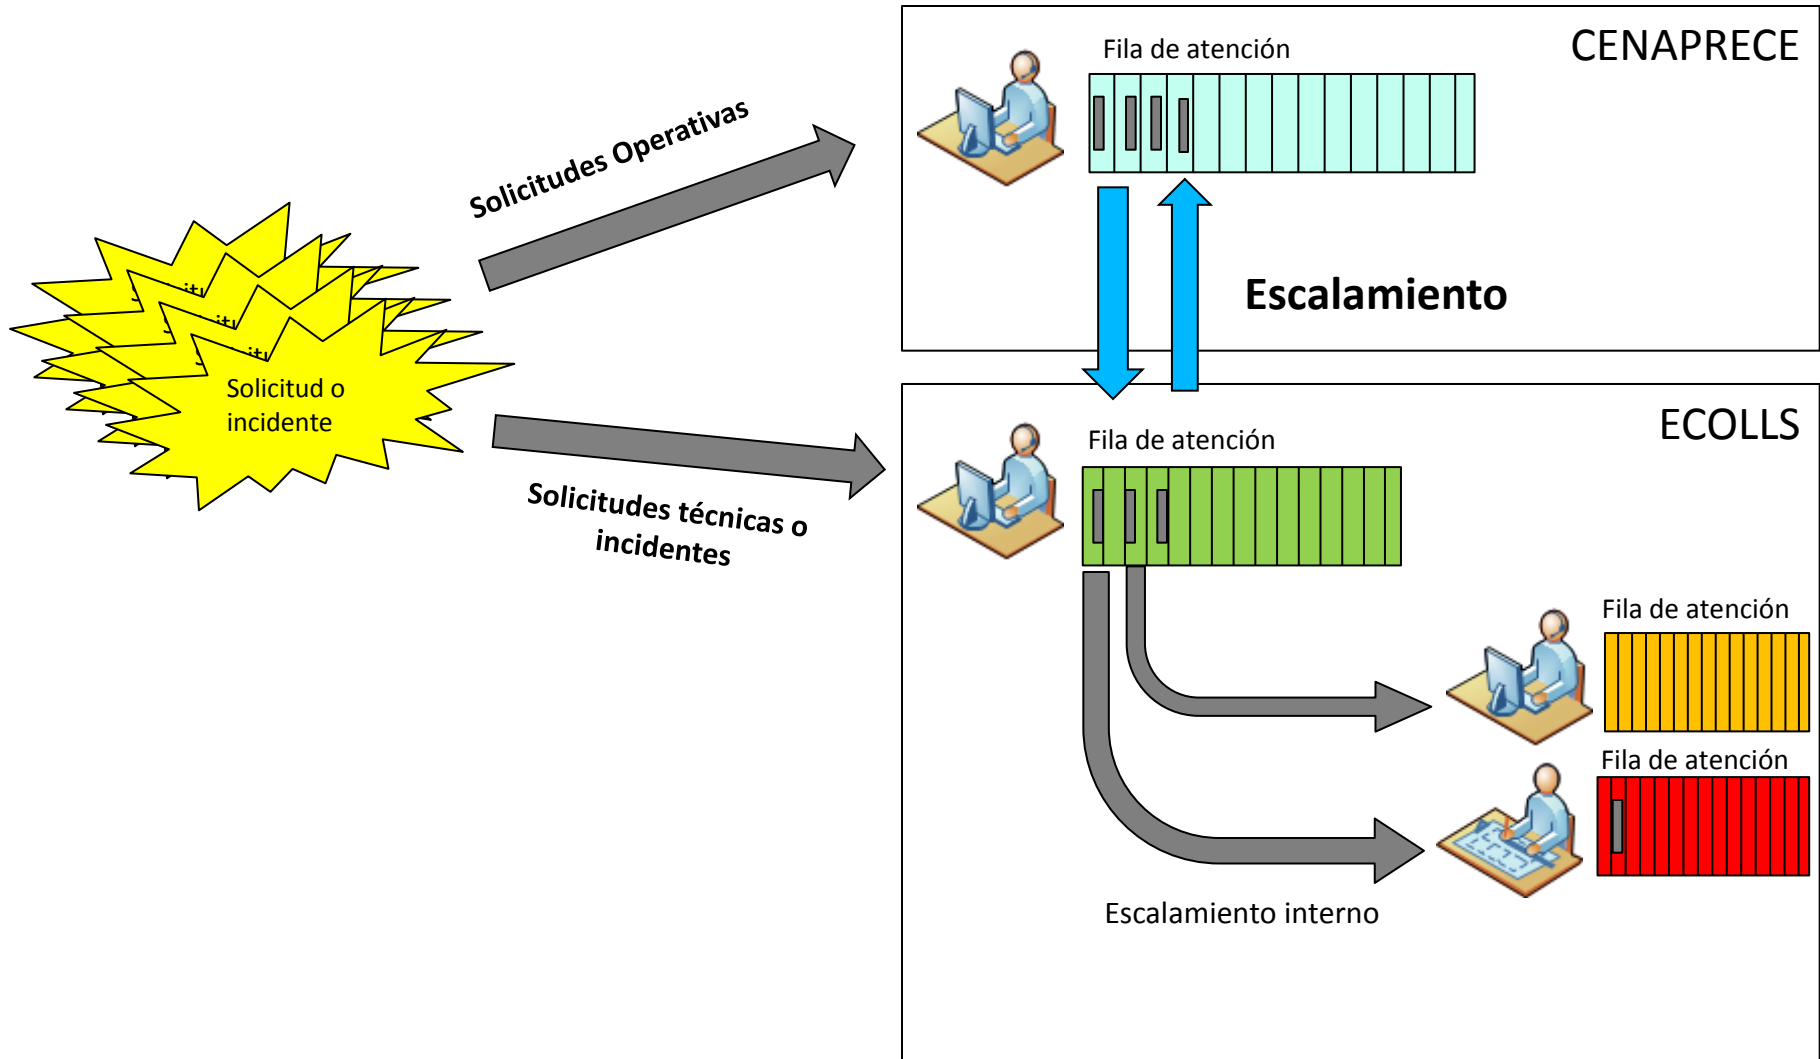 CENAPRECE
Fila de atención
Solicitudes Operativas
Escalamiento
Solicitud o
incidente
ECOLLS
Fila de atención
Solicitudes técnicas o
incidentes
Fila de atención
Fila de atención
Escalamiento interno